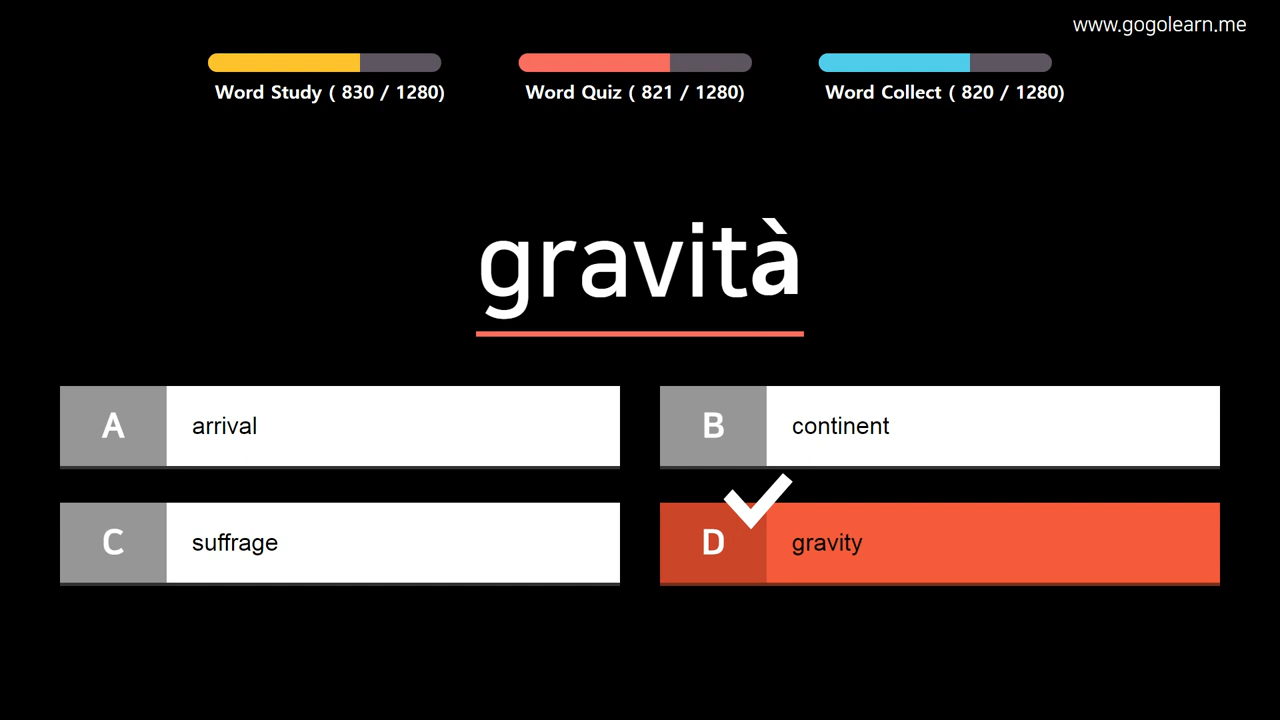 www.gogolearn.me
Word Study ( 830 / 1280)
Word Quiz ( 821 / 1280)
Word Collect ( 820 / 1280)
gravità
A arrival
B continent
C suffrage
D gravity